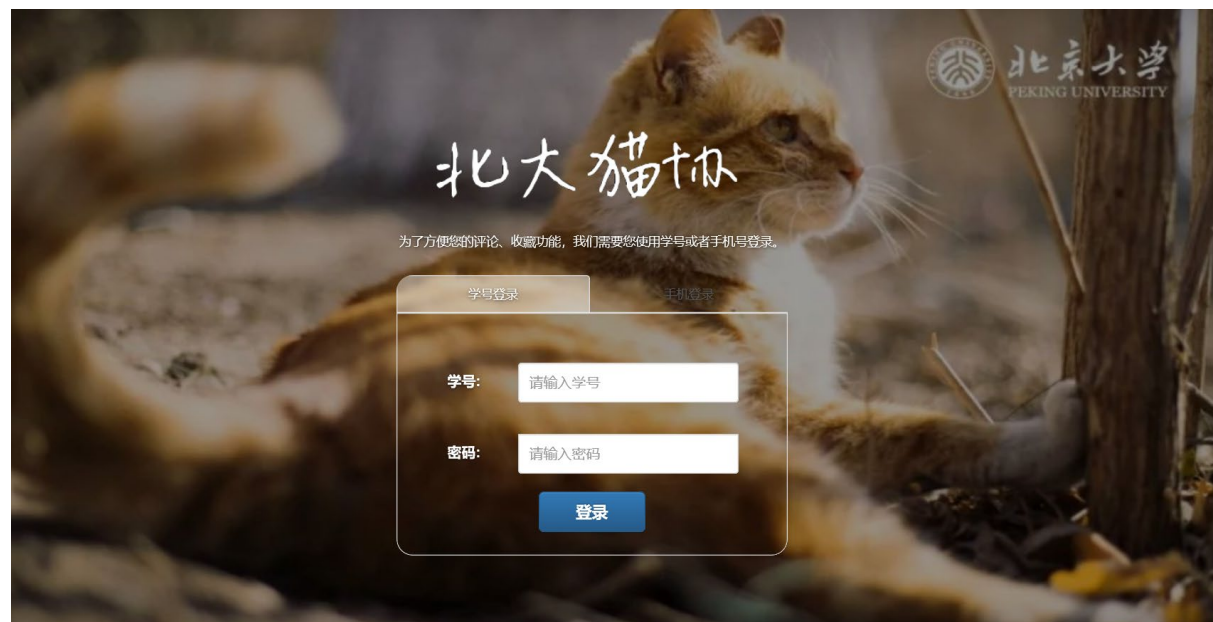 北京大学
PEKING UNIVERSITY
北大猫协
为了方便您的评论、收藏功能，我们需要您使用学号或者手机号登录。
学号登录 手机登录
学号： 请输入学号
密码： 请输入密码
登录